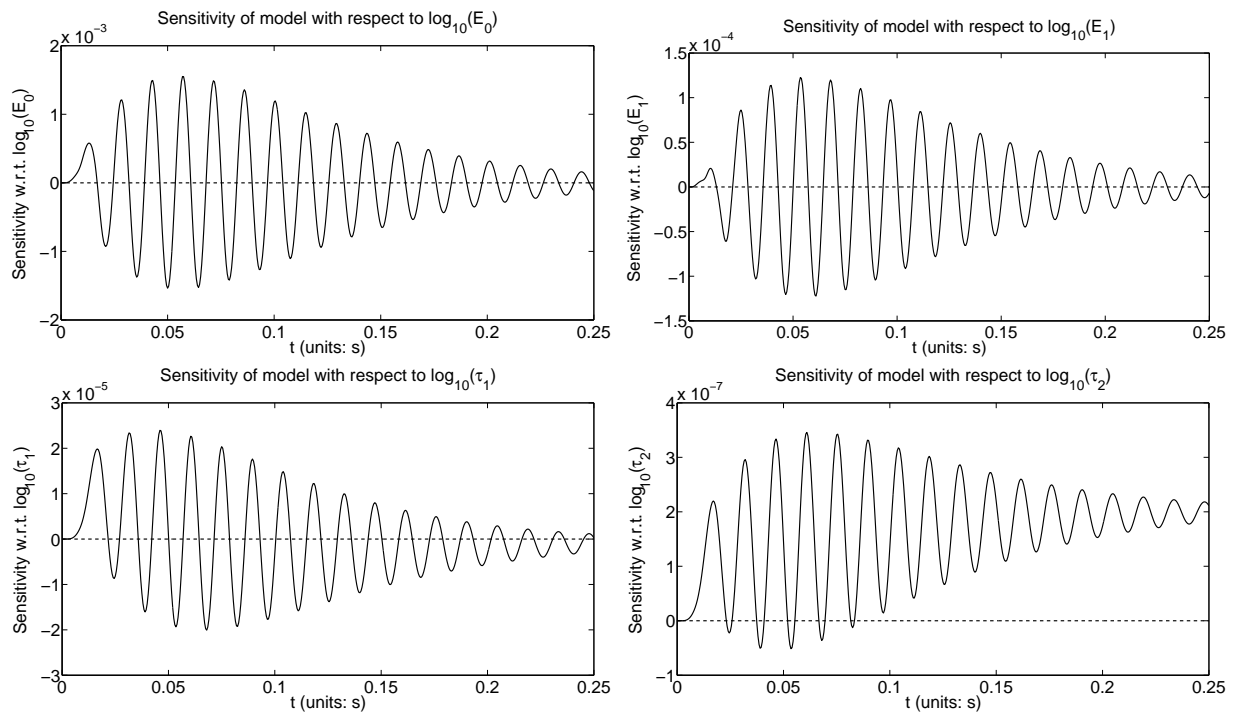 Sensitivity of model with respect to log10(E0)
x 10−3
2
1
0
−1
−2
Sensitivity w.r.t. log10(E0)
0 0.05 0.1 0.15 0.2 0.25
t (units: s)
Sensitivity of model with respect to log10(E1)
x 10−4
1.5
1
0.5
0
−0.5
−1
−1.5
Sensitivity w.r.t. log10(E1)
0 0.05 0.1 0.15 0.2 0.25
t (units: s)
Sensitivity of model with respect to log10(τ1)
x 10−5
3
2
1
0
−1
−2
−3
Sensitivity w.r.t. log10(τ1)
0 0.05 0.1 0.15 0.2 0.25
t (units: s)
Sensitivity of model with respect to log10(τ2)
x 10−7
4
3
2
1
0
−1
Sensitivity w.r.t. log10(τ2)
0 0.05 0.1 0.15 0.2 0.25
t (units: s)